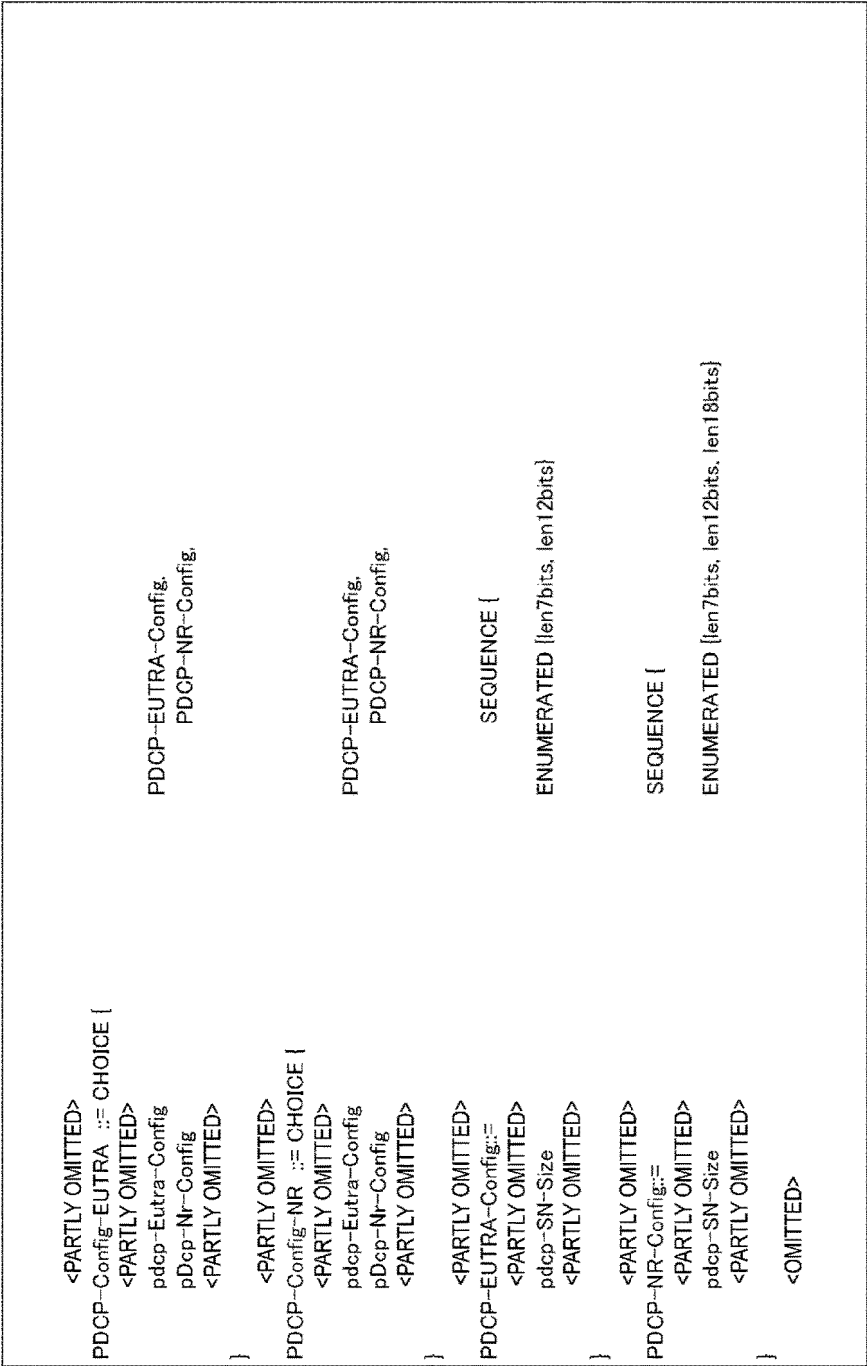 <PARTLY OMITTED>
PDCP-Config-EUTRA ::= CHOICE {
<PARTLY OMITTED>
pdcp-Eutra-Config PDCP-EUTRA-Config,
pDcp-Nr-Config PDCP-NR-Config,
<PARTLY OMITTED>
}
<PARTLY OMITTED>
PDCP-Config-NR ::= CHOICE {
<PARTLY OMITTED>
pdcp-Eutra-Config PDCP-EUTRA-Config,
pDcp-Nr-Config PDCP-NR-Config,
<PARTLY OMITTED>
}
<PARTLY OMITTED>
PDCP-EUTRA-Config::= SEQUENCE {
<PARTLY OMITTED>
pdcp-SN-Size ENUMERATED {len7bits, len12bits}
<PARTLY OMITTED>
}
<PARTLY OMITTED>
PDCP-NR-Config::= SEQUENCE {
<PARTLY OMITTED>
pdcp-SN-Size ENUMERATED {len7bits, len12bits, len18bits}
<PARTLY OMITTED>
}
<OMITTED>